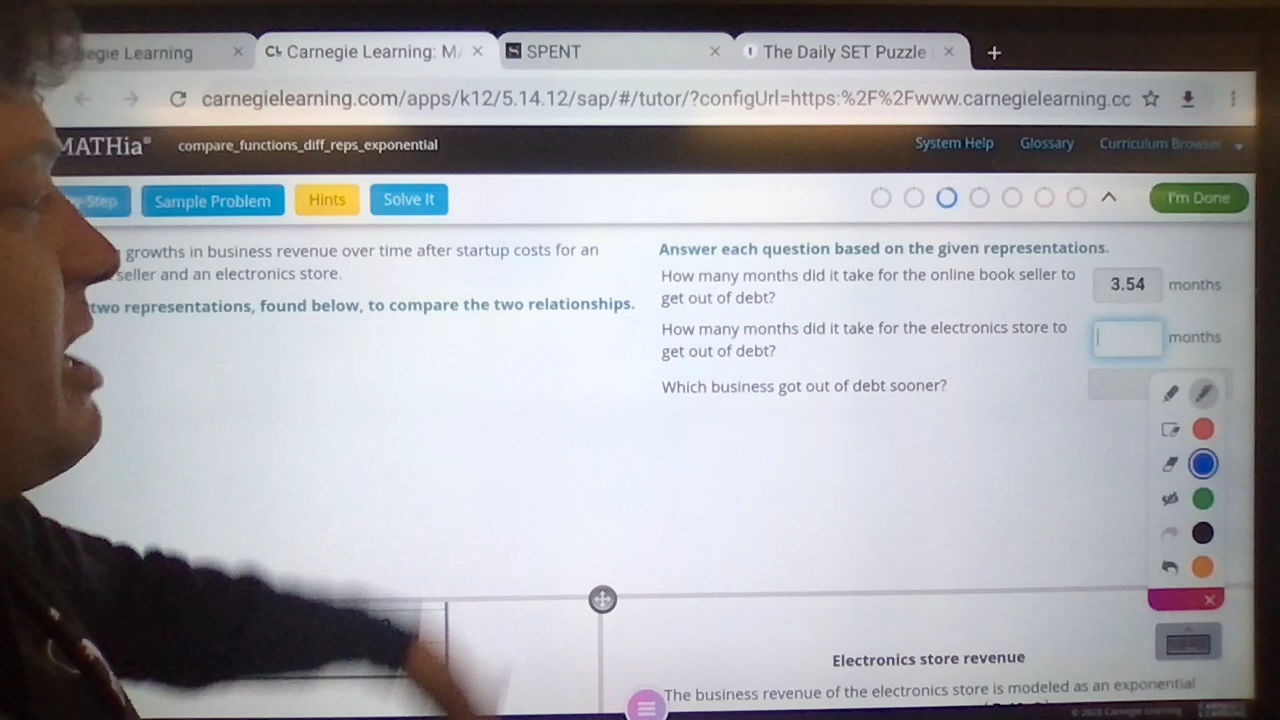 egie Learning
Carnegie Learning: M
SPENT
The Daily SET Puzzle
carnegielearning.com/apps/k12/5.14.12/sap/#/tutor/?configUrl=https:%2F%2Fwww.carnegielearning.cc
MATHia®
compare_functions_diff_reps_exponential
System Help
Glossary
Curriculum Browser
Step
Sample Problem
Hints
Solve It
I'm Done
growths in business revenue over time after startup costs for an
seller and an electronics store.
two representations, found below, to compare the two relationships.
Answer each question based on the given representations.
How many months did it take for the online book seller to
get out of debt?
3.54 months
How many months did it take for the electronics store to
get out of debt?
months
Which business got out of debt sooner?
Electronics store revenue
The business revenue of the electronics store is modeled as an exponential
© 2020 Carnegie Learning